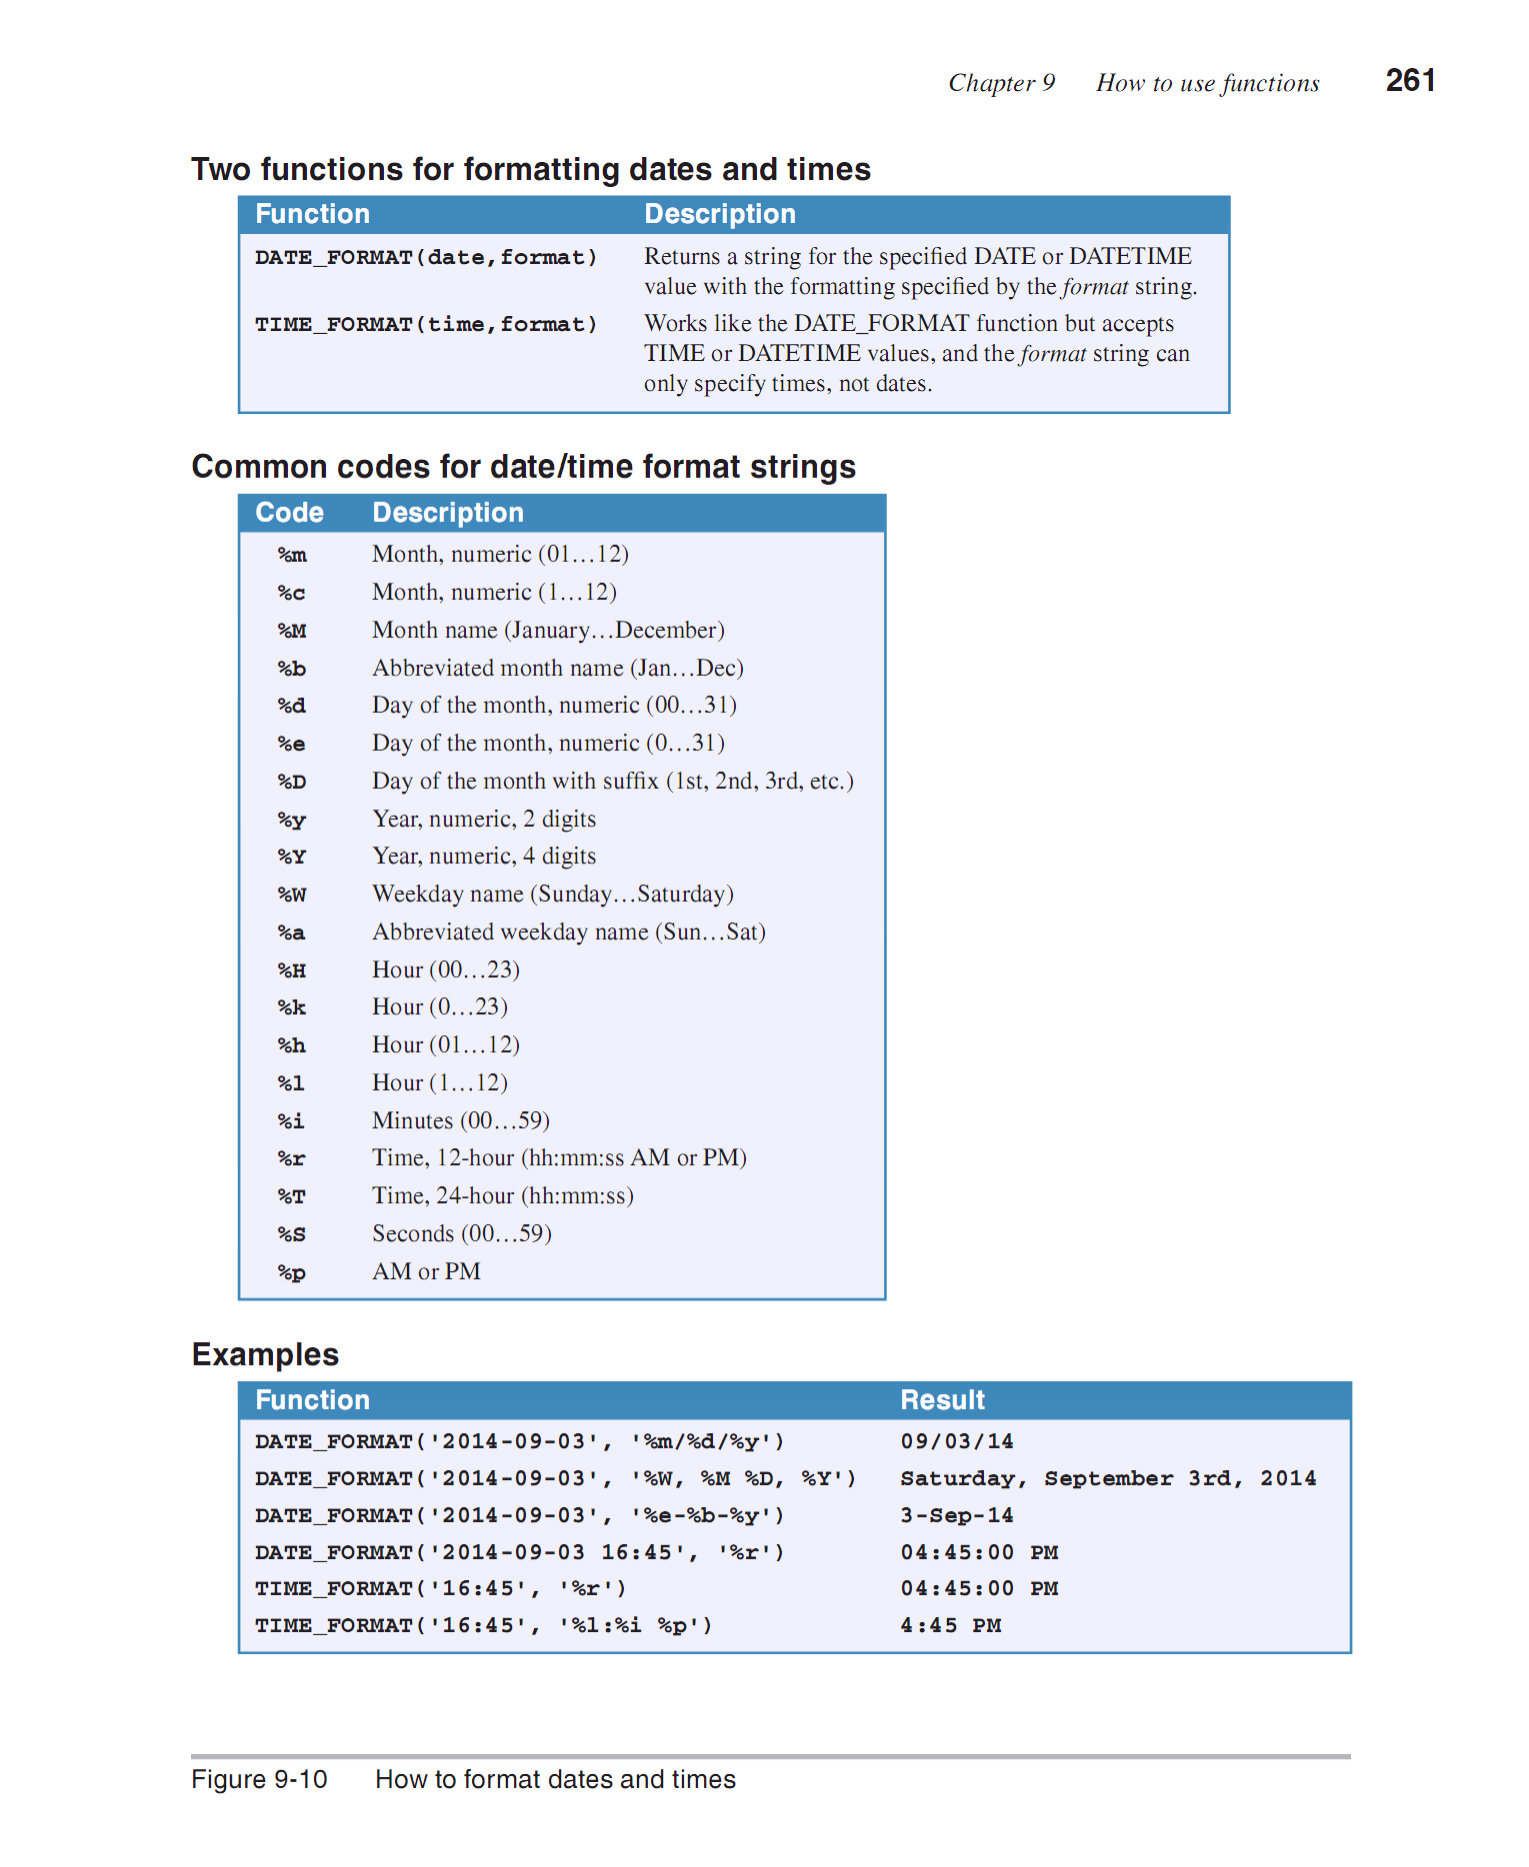 Chapter 9 How to use functions 261
Two functions for formatting dates and times
Function Description
DATE_FORMAT(date,format) Returns a string for the specified DATE or DATETIME
value with the formatting specified by the format string.
TIME_FORMAT(time,format) Works like the DATE_FORMAT function but accepts
TIME or DATETIME values, and the format string can
only specify times, not dates.
Common codes for date/time format strings
Code Description
%m Month, numeric (01…12)
%c Month, numeric (1…12)
%M Month name (January…December)
%b Abbreviated month name (Jan…Dec)
%d Day of the month, numeric (00…31)
%e Day of the month, numeric (0…31)
%D Day of the month with suffix (1st, 2nd, 3rd, etc.)
%y Year, numeric, 2 digits
%Y Year, numeric, 4 digits
%W Weekday name (Sunday…Saturday)
%a Abbreviated weekday name (Sun…Sat)
%H Hour (00…23)
%k Hour (0…23)
%h Hour (01…12)
%l Hour (1…12)
%i Minutes (00…59)
%r Time, 12-hour (hh:mm:ss AM or PM)
%T Time, 24-hour (hh:mm:ss)
%S Seconds (00…59)
%p AM or PM
Examples
Function Result
DATE_FORMAT('2014-09-03', '%m/%d/%y') 09/03/14
DATE_FORMAT('2014-09-03', '%W, %M %D, %Y') Saturday, September 3rd, 2014
DATE_FORMAT('2014-09-03', '%e-%b-%y') 3-Sep-14
DATE_FORMAT('2014-09-03 16:45', '%r') 04:45:00 PM
TIME_FORMAT('16:45', '%r') 04:45:00 PM
TIME_FORMAT('16:45', '%l:%i %p') 4:45 PM
Figure 9-10 How to format dates and times